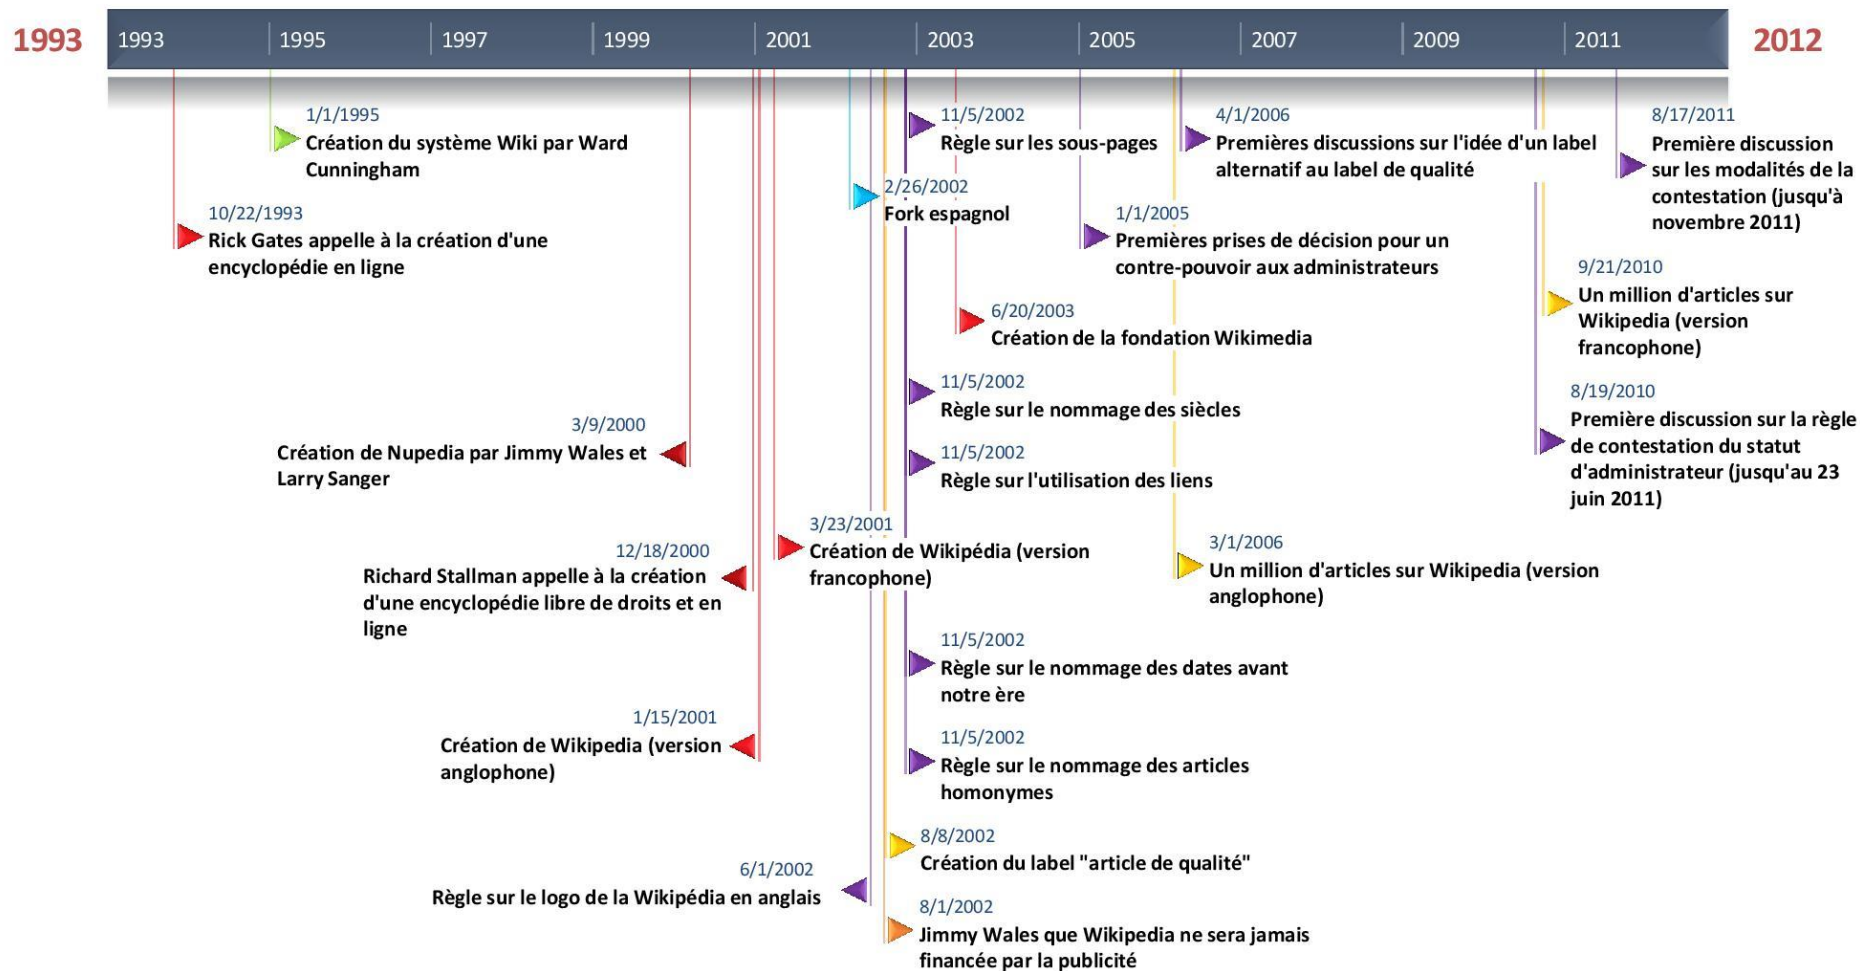 1993
1993
1995
1997
1999
2001
2003
2005
2007
2009
2011
2012
1/1/1995
Création du système Wiki par Ward
Cunningham
10/22/1993
Rick Gates appelle à la création d'une
encyclopédie en ligne
3/9/2000
Création de Nupedia par Jimmy Wales et
Larry Sanger
12/18/2000
Richard Stallman appelle à la création
d'une encyclopédie libre de droits et en
ligne
1/15/2001
Création de Wikipedia (version
anglophone)
6/1/2002
Règle sur le logo de la Wikipédia en anglais
11/5/2002
Règle sur les sous-pages
2/26/2002
Fork espagnol
6/20/2003
Création de la fondation Wikimedia
11/5/2002
Règle sur le nommage des siècles
11/5/2002
Règle sur l'utilisation des liens
3/23/2001
Création de Wikipédia (version
francophone)
11/5/2002
Règle sur le nommage des dates avant
notre ère
11/5/2002
Règle sur le nommage des articles
homonymes
8/8/2002
Création du label "article de qualité"
8/1/2002
Jimmy Wales que Wikipedia ne sera jamais
financée par la publicité
4/1/2006
Premières discussions sur l'idée d'un label
alternatif au label de qualité
1/1/2005
Premières prises de décision pour un
contre-pouvoir aux administrateurs
3/1/2006
Un million d'articles sur Wikipedia (version
anglophone)
8/17/2011
Première discussion
sur les modalités de la
contestation (jusqu'à
novembre 2011)
9/21/2010
Un million d'articles sur
Wikipedia (version
francophone)
8/19/2010
Première discussion sur la règle
de contestation du statut
d'administrateur (jusqu'au 23
juin 2011)